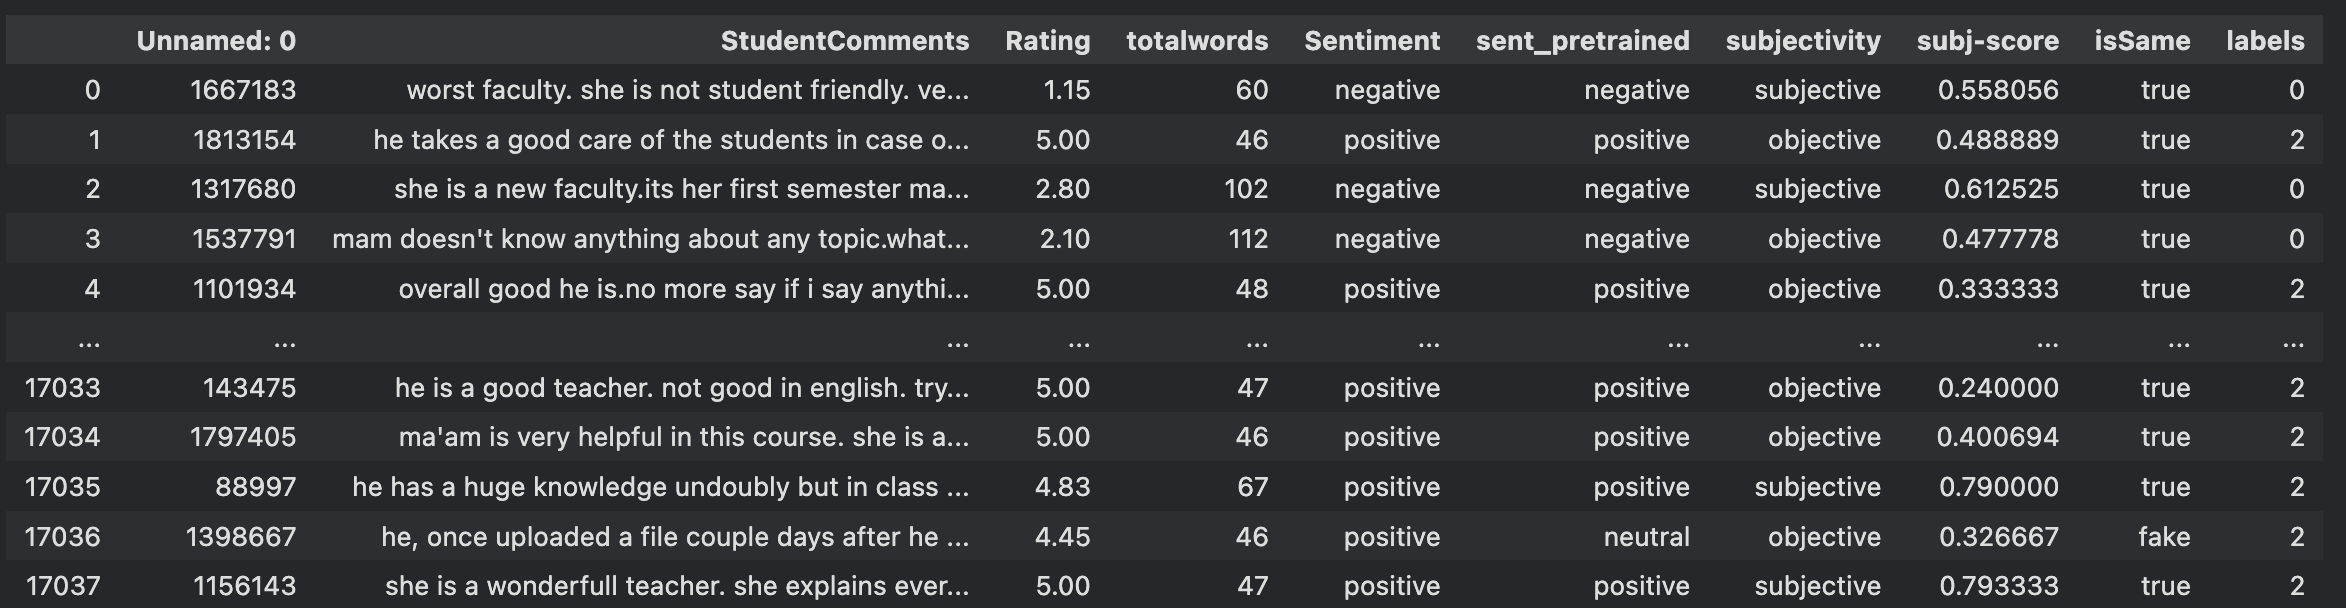 Unnamed: 0 StudentComments Rating totalwords Sentiment sent_pretrained subjectivity subj-score isSame labels
0 1667183 worst faculty. she is not student friendly. ve... 1.15 60 negative negative subjective 0.558056 true 0
1 1813154 he takes a good care of the students in case o... 5.00 46 positive positive objective 0.488889 true 2
2 1317680 she is a new faculty.its her first semester ma... 2.80 102 negative negative subjective 0.612525 true 0
3 1537791 mam doesn't know anything about any topic.what... 2.10 112 negative negative objective 0.477778 true 0
4 1101934 overall good he is.no more say if i say anythi... 5.00 48 positive positive objective 0.333333 true 2
... ... ... ... ... ... ... ... ... ... ...
17033 143475 he is a good teacher. not good in english. try... 5.00 47 positive positive objective 0.240000 true 2
17034 1797405 ma'am is very helpful in this course. she is a... 5.00 46 positive positive objective 0.400694 true 2
17035 88997 he has a huge knowledge undoubly but in class ... 4.83 67 positive positive subjective 0.790000 true 2
17036 1398667 he, once uploaded a file couple days after he ... 4.45 46 positive neutral objective 0.326667 fake 2
17037 1156143 she is a wonderfull teacher. she explains ever... 5.00 47 positive positive subjective 0.793333 true 2